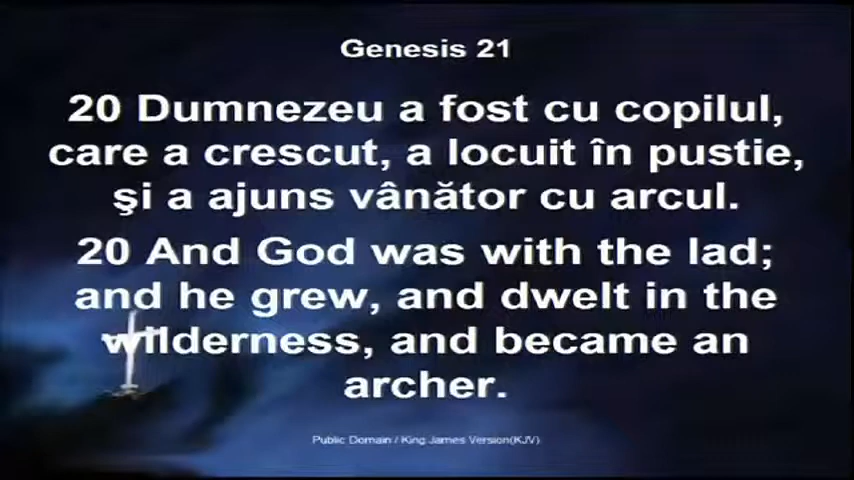 Genesis 21
20 Dumnezeu a fost cu copilul,
care a crescut, a locuit în pustie,
şi a ajuns vânător cu arcul.
20 And God was with the lad;
and he grew, and dwelt in the
wilderness, and became an
archer.
Public Domain / King James Version(KJV)